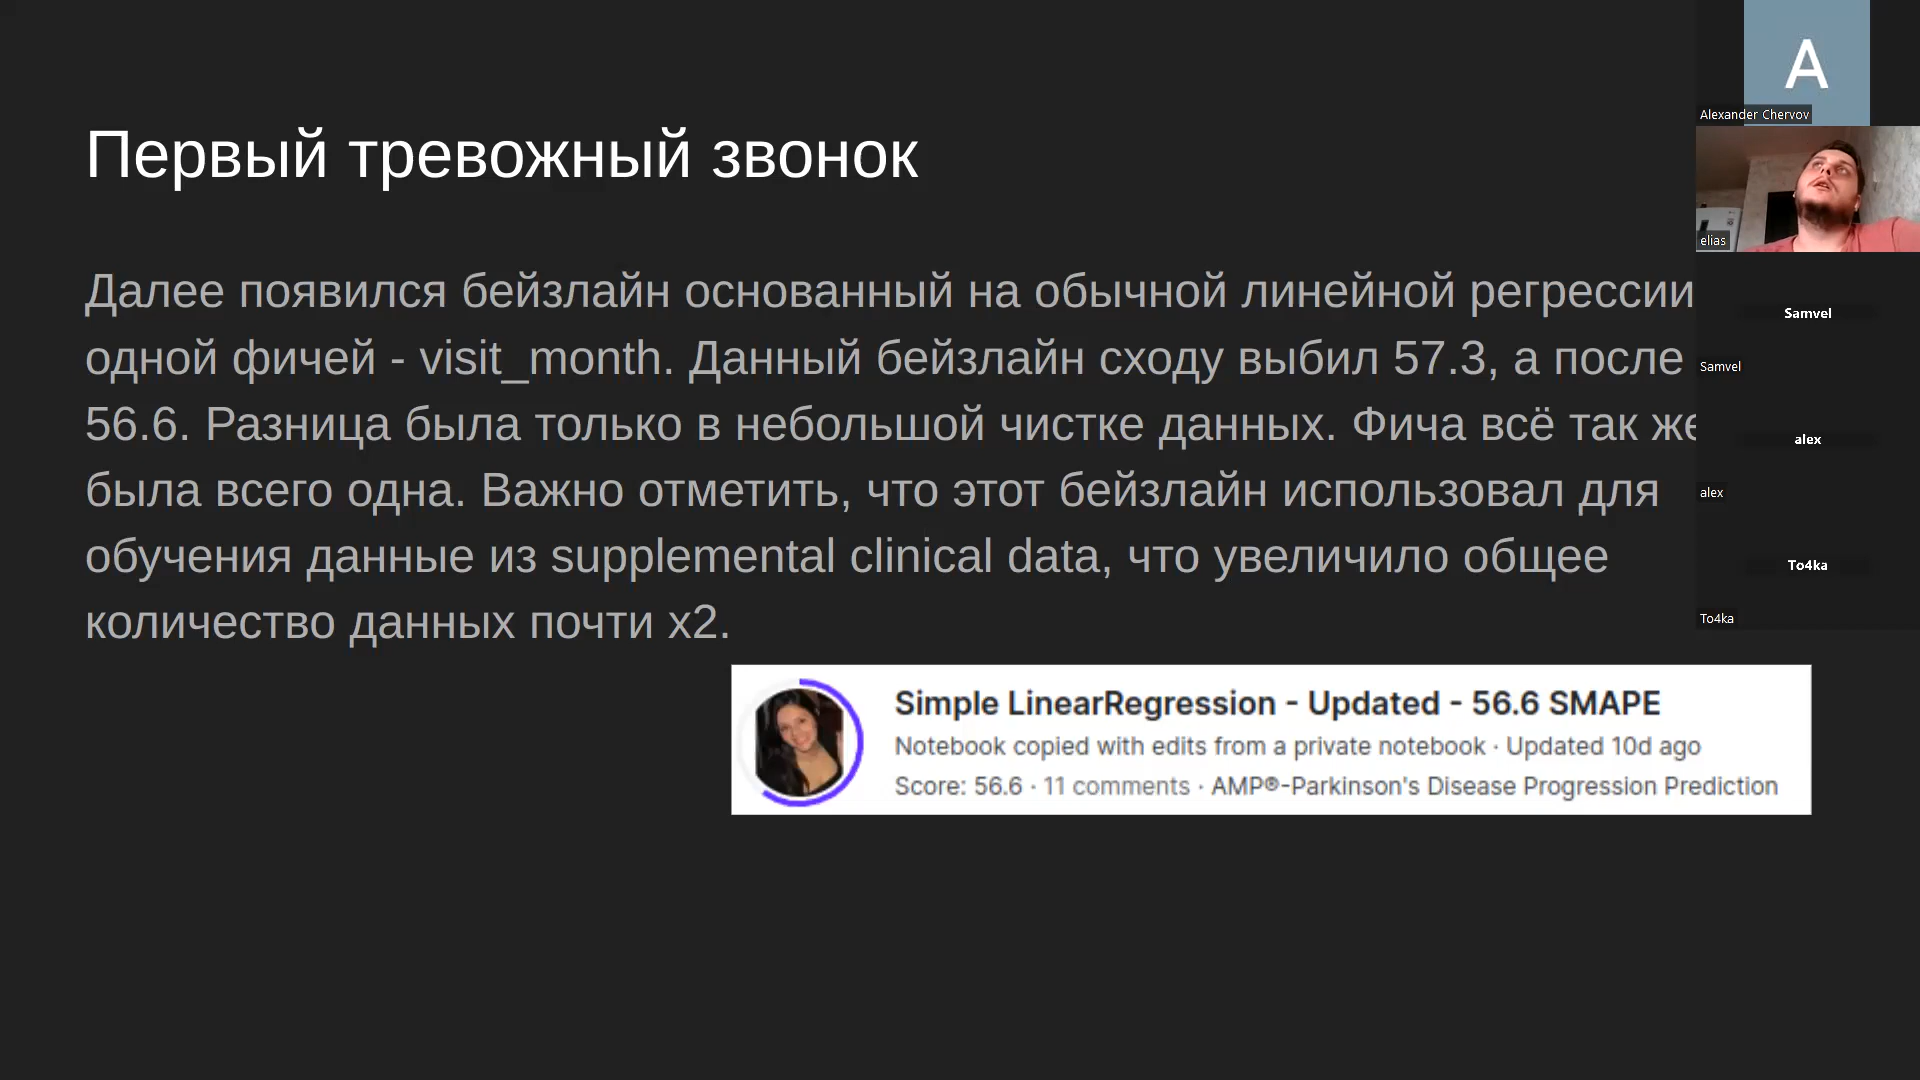 Первый тревожный звонок
Далее появился бейзлайн основанный на обычной линейной регрессии
одной фичей - visit_month. Данный бейзлайн сходу выбил 57.3, а после
56.6. Разница была только в небольшой чистке данных. Фича всё так же
была всего одна. Важно отметить, что этот бейзлайн использовал для
обучения данные из supplemental clinical data, что увеличило общее
количество данных почти х2.
Simple LinearRegression - Updated - 56.6 SMAPE
Notebook copied with edits from a private notebook · Updated 10d ago
Score: 56.6 · 11 comments · AMP®-Parkinson's Disease Progression Prediction
A
Alexander Chervov
elias
Samvel
Samvel
alex
alex
To4ka
To4ka